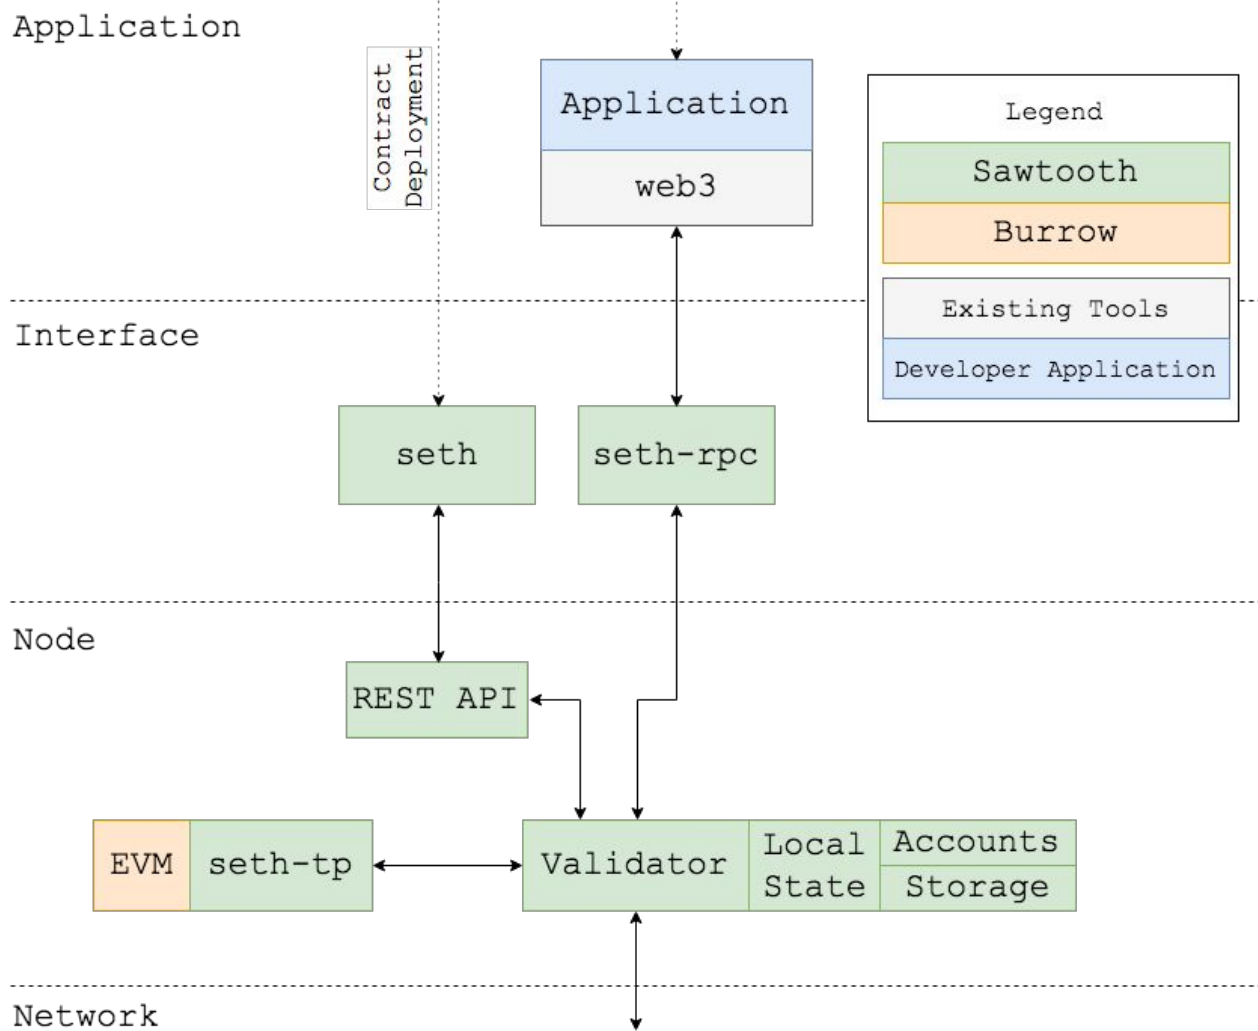 Application
Contract
Deployment
Application
web3
Legend
Sawtooth
Burrow
Existing Tools
Developer Application
Interface
seth
seth-rpc
Node
REST API
EVM
seth-tp
Validator
Local
State
Accounts
Storage
Network